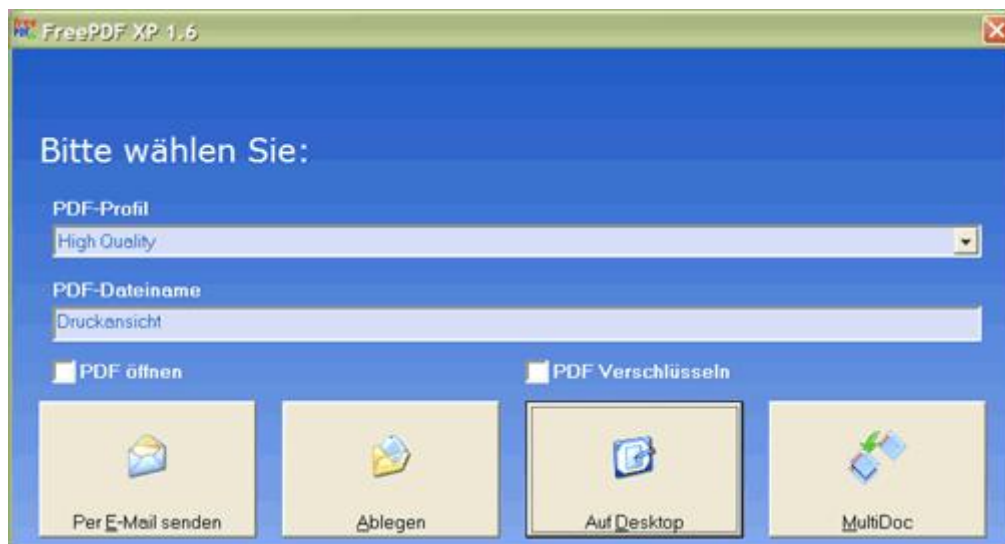 FreePDF XP 1.6
Bitte wählen Sie:
PDF-Profil
High Quality
PDF-Dateiname
Druckansicht
PDF öffnen
PDF Verschlüsseln
Per E-Mail senden
Ablegen
Auf Desktop
MultiDoc